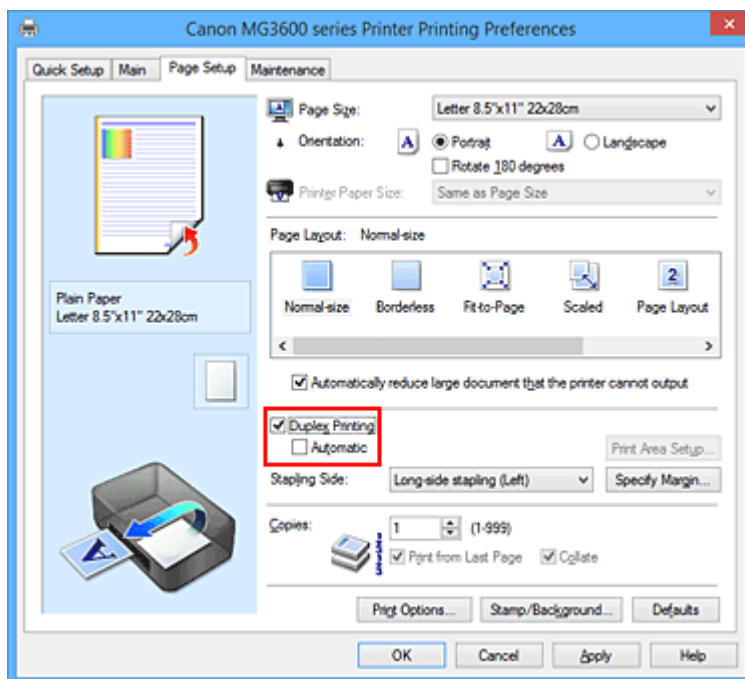 Canon MG3600 series Printer Printing Preferences
Quick Setup Main Page Setup Maintenance
Page Size: Letter 8.5"x11" 22x28cm
Orientation: A Portrait A Landscape
Rotate 180 degrees
Printer Paper Size: Same as Page Size
Page Layout: Normal-size
2
Normal-size Borderless Fit-to-Page Scaled Page Layout
Plain Paper
Letter 8.5"x11" 22x28cm
Automatically reduce large document that the printer cannot output
Duplex Printing
Automatic
Print Area Setup...
Stapling Side: Long-side stapling (Left) Specify Margin...
Copies: 1 (1-999)
Print from Last Page Collate
A
Print Options... Stamp/Background... Defaults
OK Cancel Apply Help